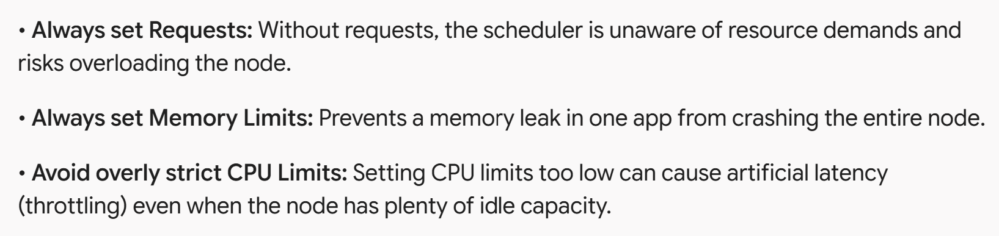 • Always set Requests: Without requests, the scheduler is unaware of resource demands and
risks overloading the node.
• Always set Memory Limits: Prevents a memory leak in one app from crashing the entire node.
• Avoid overly strict CPU Limits: Setting CPU limits too low can cause artificial latency
(throttling) even when the node has plenty of idle capacity.